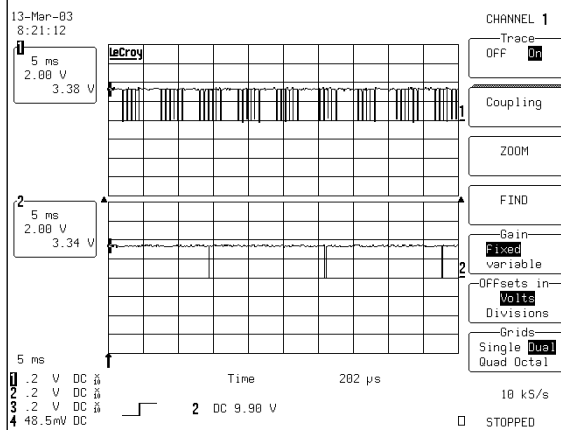 13-Mar-03
8:21:12
1
5 ms
2.00 V
3.38 V
LeCroy
1
2
5 ms
2.00 V
3.34 V
2
5 ms
1 .2 V DC X10
2 .2 V DC X10
3 .2 V DC X10
4 48.5mV DC
Time 202 µs
2 DC 9.90 V
CHANNEL 1
Trace
OFF On
Coupling
ZOOM
FIND
Gain
Fixed
variable
Offsets in
Volts
Divisions
Grids
Single Dual
Quad Octal
10 kS/s
STOPPED